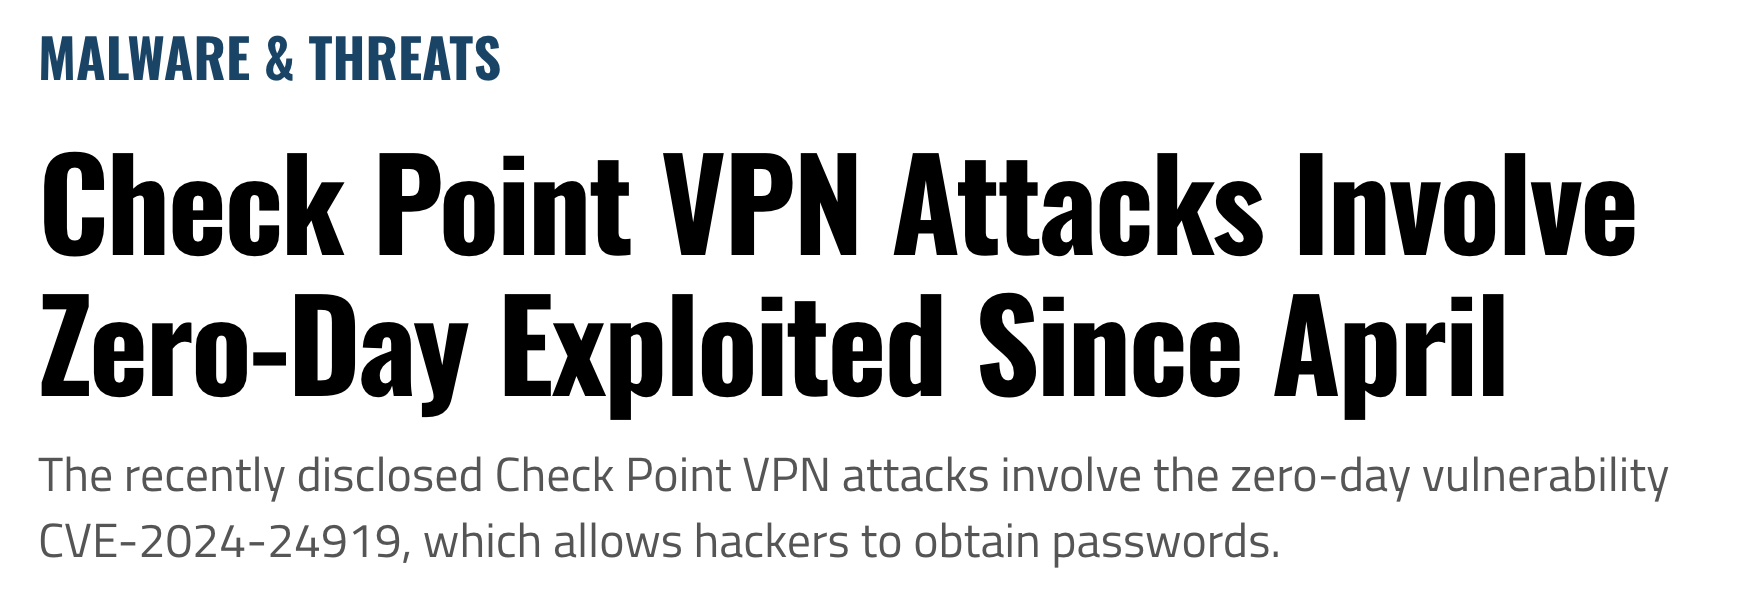 MALWARE & THREATS
Check Point VPN Attacks Involve
Zero-Day Exploited Since April
The recently disclosed Check Point VPN attacks involve the zero-day vulnerability
CVE-2024-24919, which allows hackers to obtain passwords.